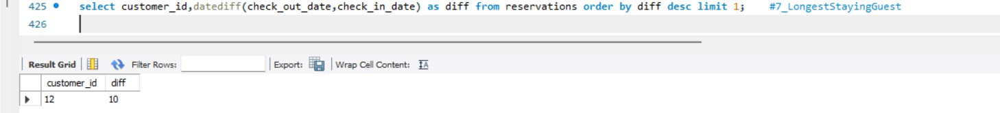 425 select customer_id,datediff(check_out_date,check_in_date) as diff from reservations order by diff desc limit 1; #7_LongestStayingGuest
426
Result Grid Filter Rows: Export: Wrap Cell Content:
customer_id diff
12 10